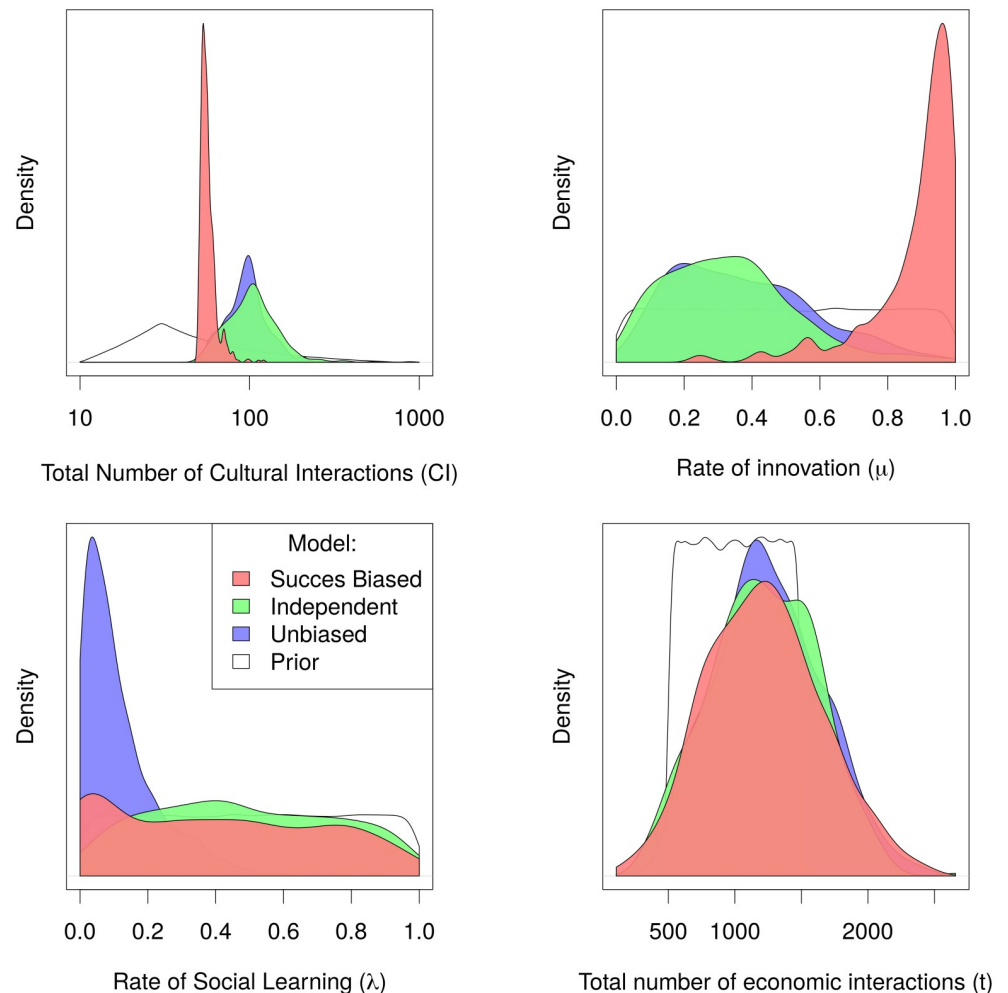 Density
10 100 1000
Total Number of Cultural Interactions (CI)
Density
0.0 0.2 0.4 0.6 0.8 1.0
Rate of innovation (μ)
Density
Model:
Succes Biased
Independent
Unbiased
Prior
0.0 0.2 0.4 0.6 0.8 1.0
Rate of Social Learning (λ)
Density
500 1000 2000
Total number of economic interactions (t)